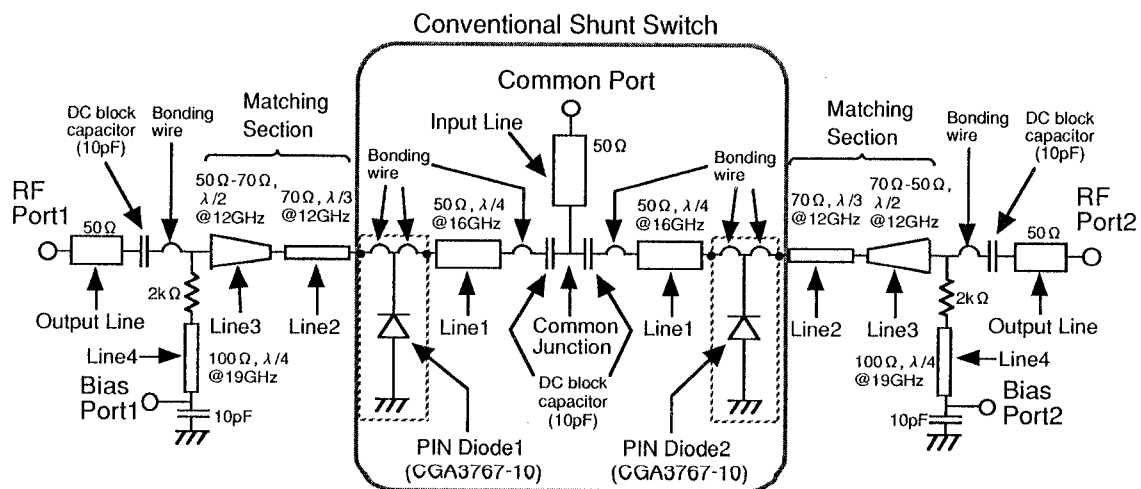 Conventional Shunt Switch
Common Port
Input Line
50Ω
Bonding
wire
Bonding
wire
50Ω, λ/4
@16GHz
50Ω, λ/4
@16GHz
Line1
Line1
Common
Junction
DC block
capacitor
(10pF)
PIN Diode1
(CGA3767-10)
PIN Diode2
(CGA3767-10)
DC block
capacitor
(10pF)
Bonding
wire
Matching
Section
50Ω-70Ω,
λ/2
@12GHz
70Ω, λ/3
@12GHz
RF
Port1
50Ω
Output Line
2kΩ
Line3
Line2
Line4
100Ω, λ/4
@19GHz
Bias
Port1
10pF
Matching
Section
70Ω, λ/3
@12GHz
70Ω-50Ω,
λ/2
@12GHz
Bonding
wire
DC block
capacitor
(10pF)
RF
Port2
50Ω
Line2
Line3
2kΩ
Output Line
100Ω, λ/4
@19GHz
Line4
Bias
Port2
10pF